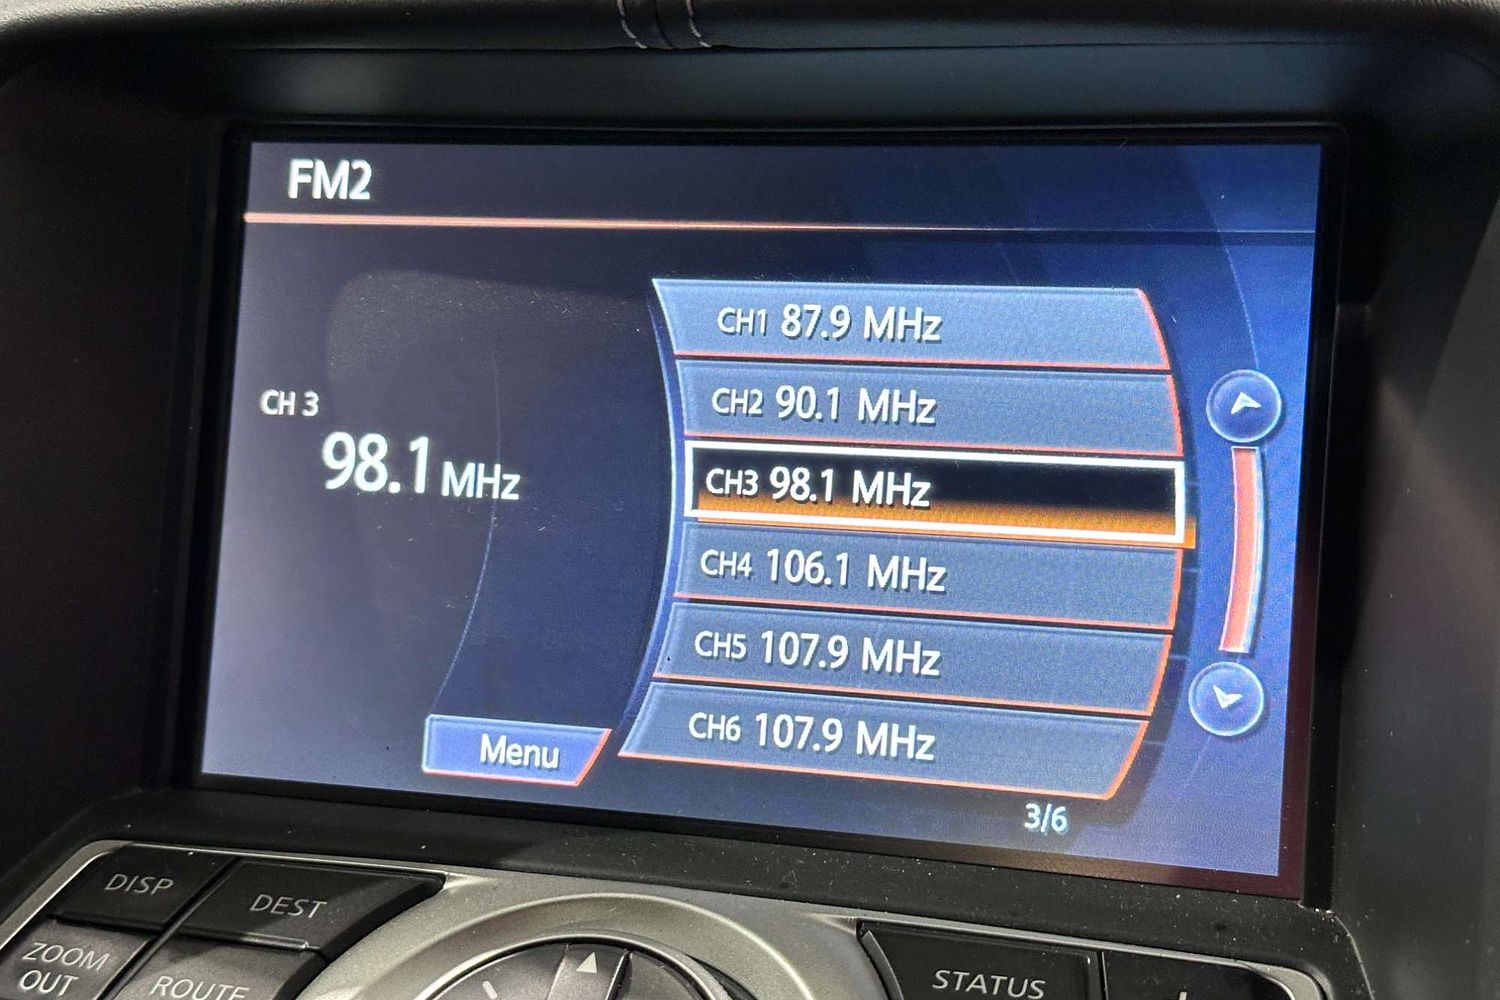 FM2
CH 3
98.1 MHz
CH1 87.9 MHz
CH2 90.1 MHz
CH3 98.1 MHz
CH4 106.1 MHz
CH5 107.9 MHz
CH6 107.9 MHz
Menu
3/6
DISP
DEST
ZOOM
OUT
ROUTE
STATUS